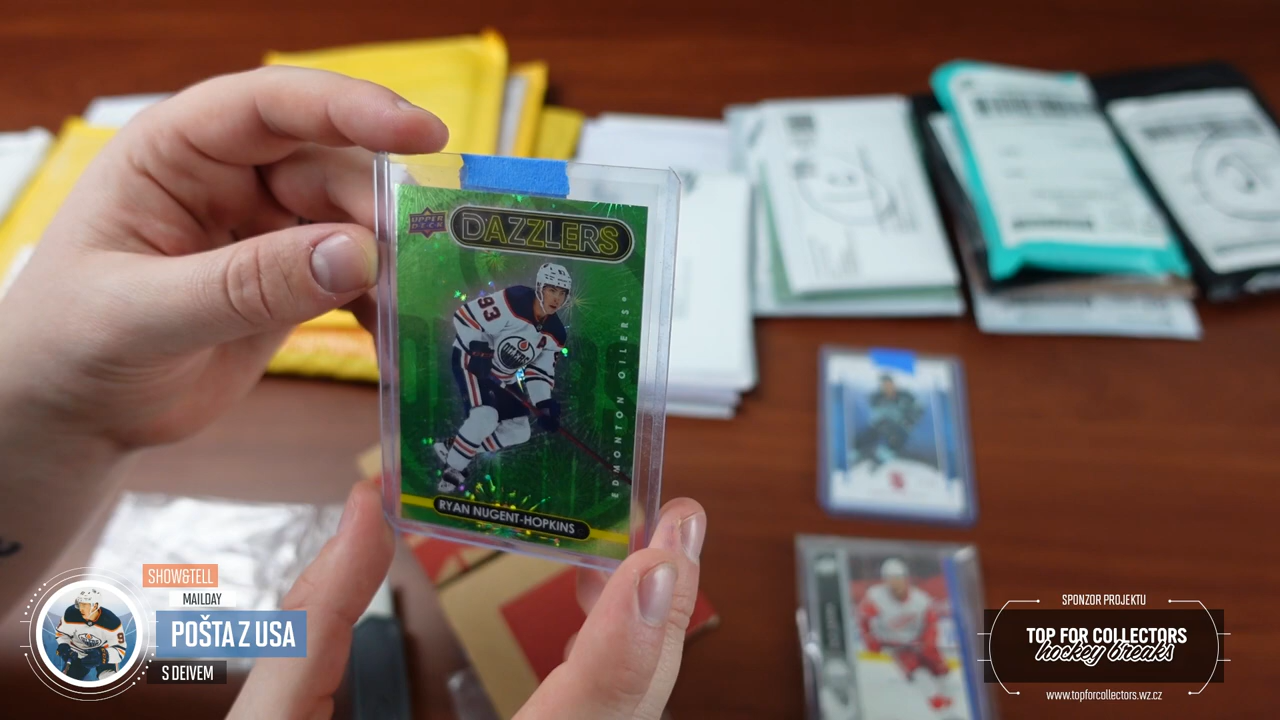 UPPER
DECK
DAZZLERS
93
A
OILERS
EDMONTON OILERS®
RYAN NUGENT-HOPKINS
SHOW&TELL
MAILDAY
POŠTA Z USA
S DEIVEM
SPONZOR PROJEKTU
TOP FOR COLLECTORS
hockey breaks
www.topforcollectors.wz.cz